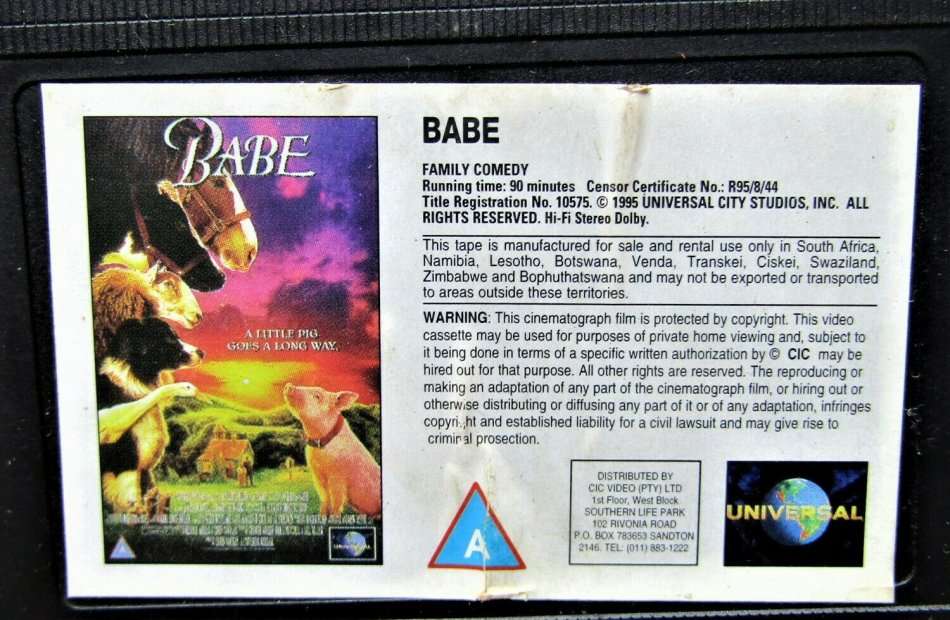 BABE
A LITTLE PIG
GOES A LONG WAY.
UNIVERSAL
BABE
FAMILY COMEDY
Running time: 90 minutes Censor Certificate No.: R95/8/44
Title Registration No. 10575. © 1995 UNIVERSAL CITY STUDIOS, INC. ALL
RIGHTS RESERVED. Hi-Fi Stereo Dolby.
This tape is manufactured for sale and rental use only in South Africa,
Namibia, Lesotho, Botswana, Venda, Transkei, Ciskei, Swaziland,
Zimbabwe and Bophuthatswana and may not be exported or transported
to areas outside these territories.
WARNING: This cinematograph film is protected by copyright. This video
cassette may be used for purposes of private home viewing and, subject to
it being done in terms of a specific written authorization by © CIC may be
hired out for that purpose. All other rights are reserved. The reproducing or
making an adaptation of any part of the cinematograph film, or hiring out or
otherwise distributing or diffusing any part of it or of any adaptation, infringes
copyright and established liability for a civil lawsuit and may give rise to
criminal prosection.
A
DISTRIBUTED BY
CIC VIDEO (PTY) LTD
1st Floor, West Block
SOUTHERN LIFE PARK
102 RIVONIA ROAD
P.O. BOX 783653 SANDTON
2146. TEL: (011) 883-1222
UNIVERSAL